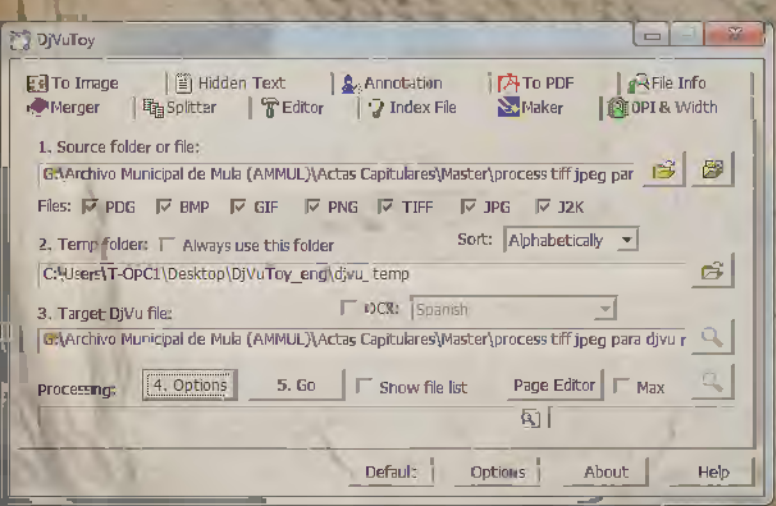 DjVuToy
To Image Hidden Text Annotation To PDF File Info
Merger Splitter Editor Index File Maker DPI & Width
1. Source folder or file:
G:\Archivo Municipal de Mula (AMMUL)\Actas Capitulares\Master\process tiff jpeg par
Files: PDG BMP GIF PNG TIFF JPG J2K
2. Temp folder: Always use this folder Sort: Alphabetically
C:\Users\T-OPC1\Desktop\DjVuToy_eng\djvu_temp
3. Target DjVu file: OCR: Spanish
G:\Archivo Municipal de Mula (AMMUL)\Actas Capitulares\Master\process tiff jpeg para djvu r
Processing: 4. Options 5. Go Show file list Page Editor Max
Default Options About Help